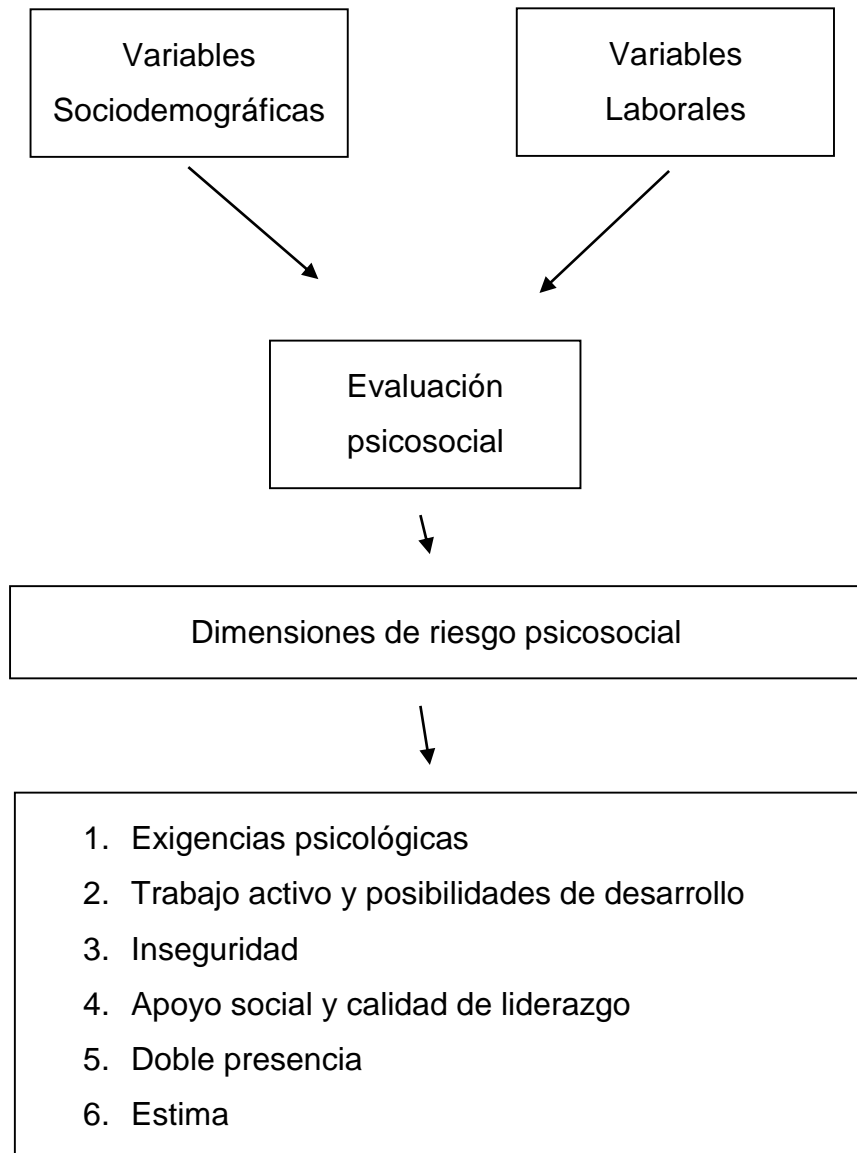 Variables
Sociodemográficas
Variables
Laborales
Evaluación
psicosocial
Dimensiones de riesgo psicosocial
1. Exigencias psicológicas
2. Trabajo activo y posibilidades de desarrollo
3. Inseguridad
4. Apoyo social y calidad de liderazgo
5. Doble presencia
6. Estima